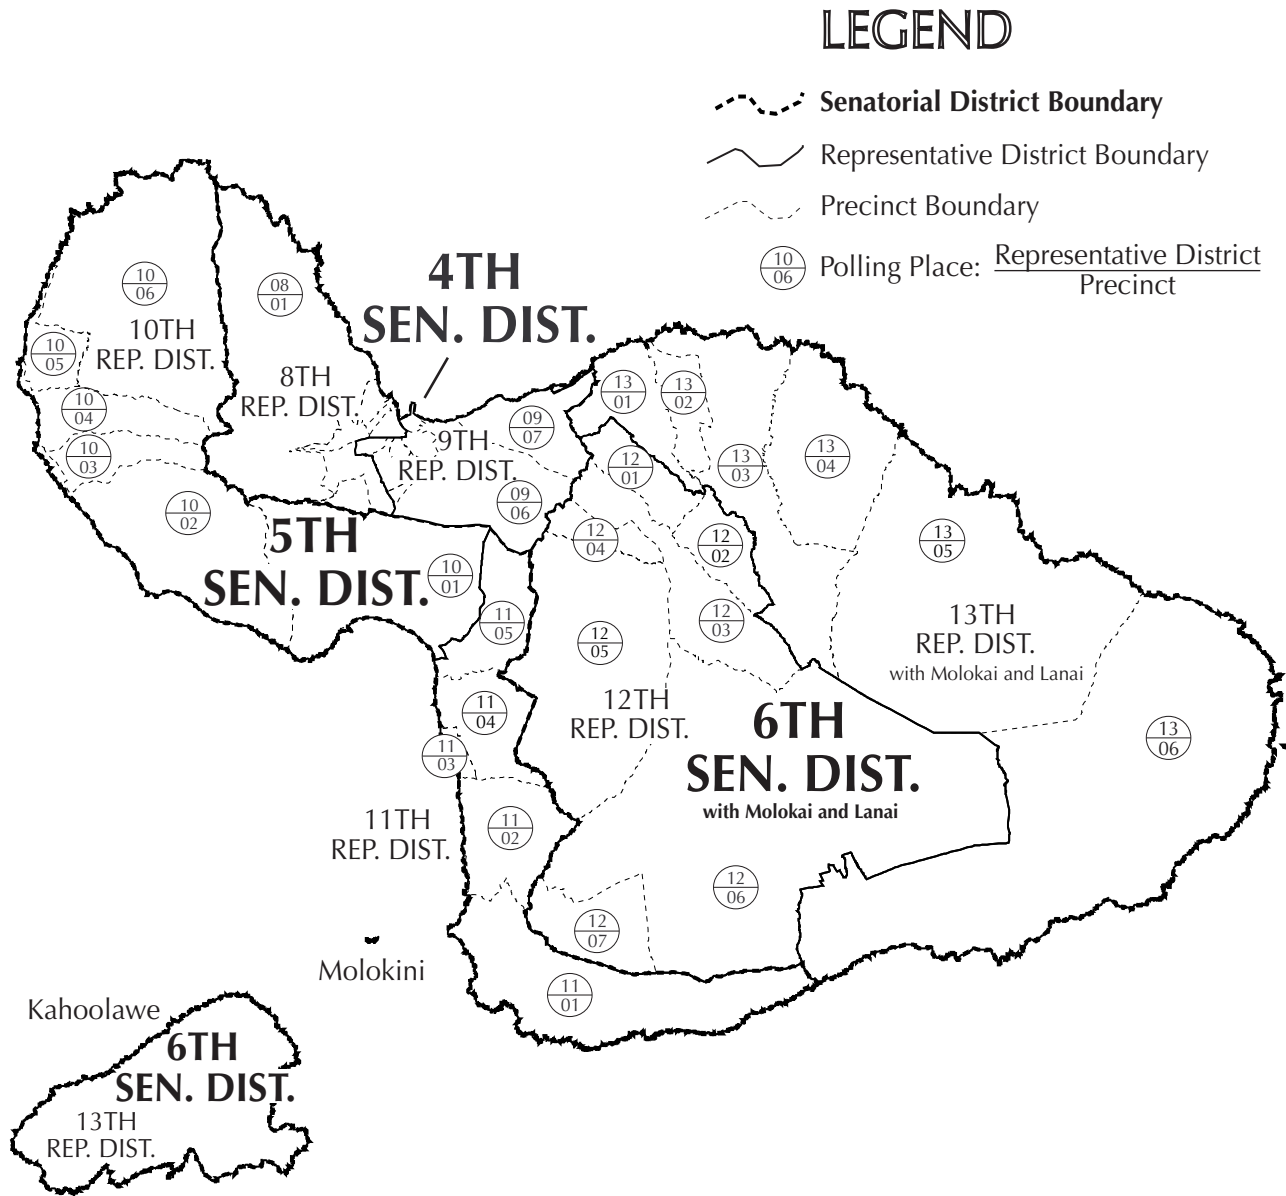 LEGEND
Senatorial District Boundary
Representative District Boundary
Precinct Boundary
10
06
Polling Place:
Representative District
Precinct
4TH
SEN. DIST.
10
06
10TH
REP. DIST.
08
01
8TH
REP. DIST.
10
05
10
04
10
03
10
02
9TH
REP. DIST.
09
07
09
06
13
01
13
02
13
03
13
04
12
01
12
02
12
04
12
03
13
05
5TH
SEN. DIST.
10
01
11
05
12
05
13TH
REP. DIST.
with Molokai and Lanai
12TH
REP. DIST.
6TH
SEN. DIST.
with Molokai and Lanai
13
06
11
04
11
03
11TH
REP. DIST.
11
02
12
06
12
07
Molokini
11
01
Kahoolawe
6TH
SEN. DIST.
13TH
REP. DIST.